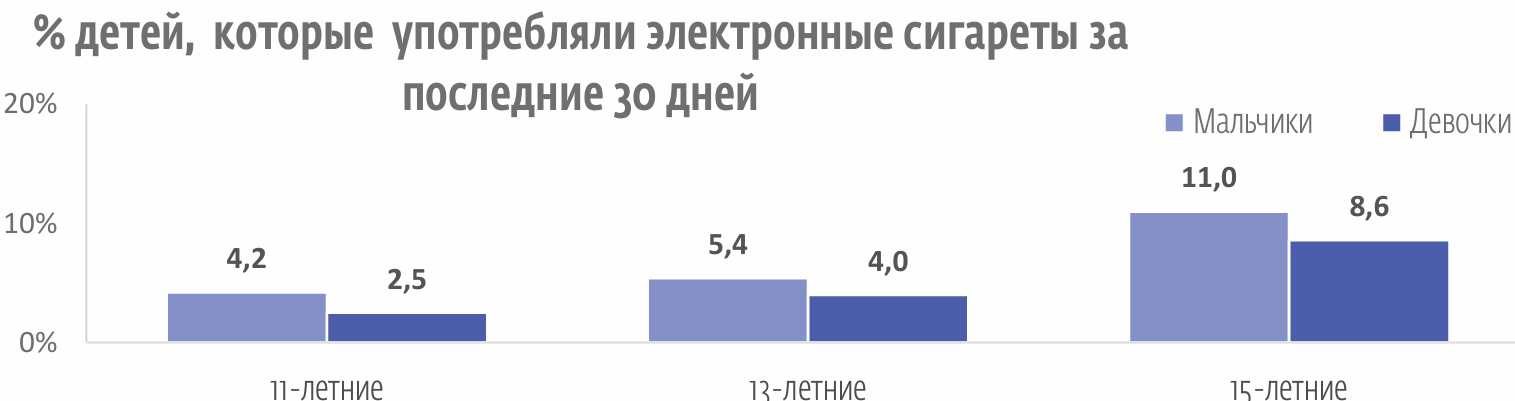 % детей, которые употребляли электронные сигареты за
последние 30 дней
20%
Мальчики Девочки
11,0
8,6
10%
5,4
4,2
4,0
2,5
0%
11-летние 13-летние 15-летние